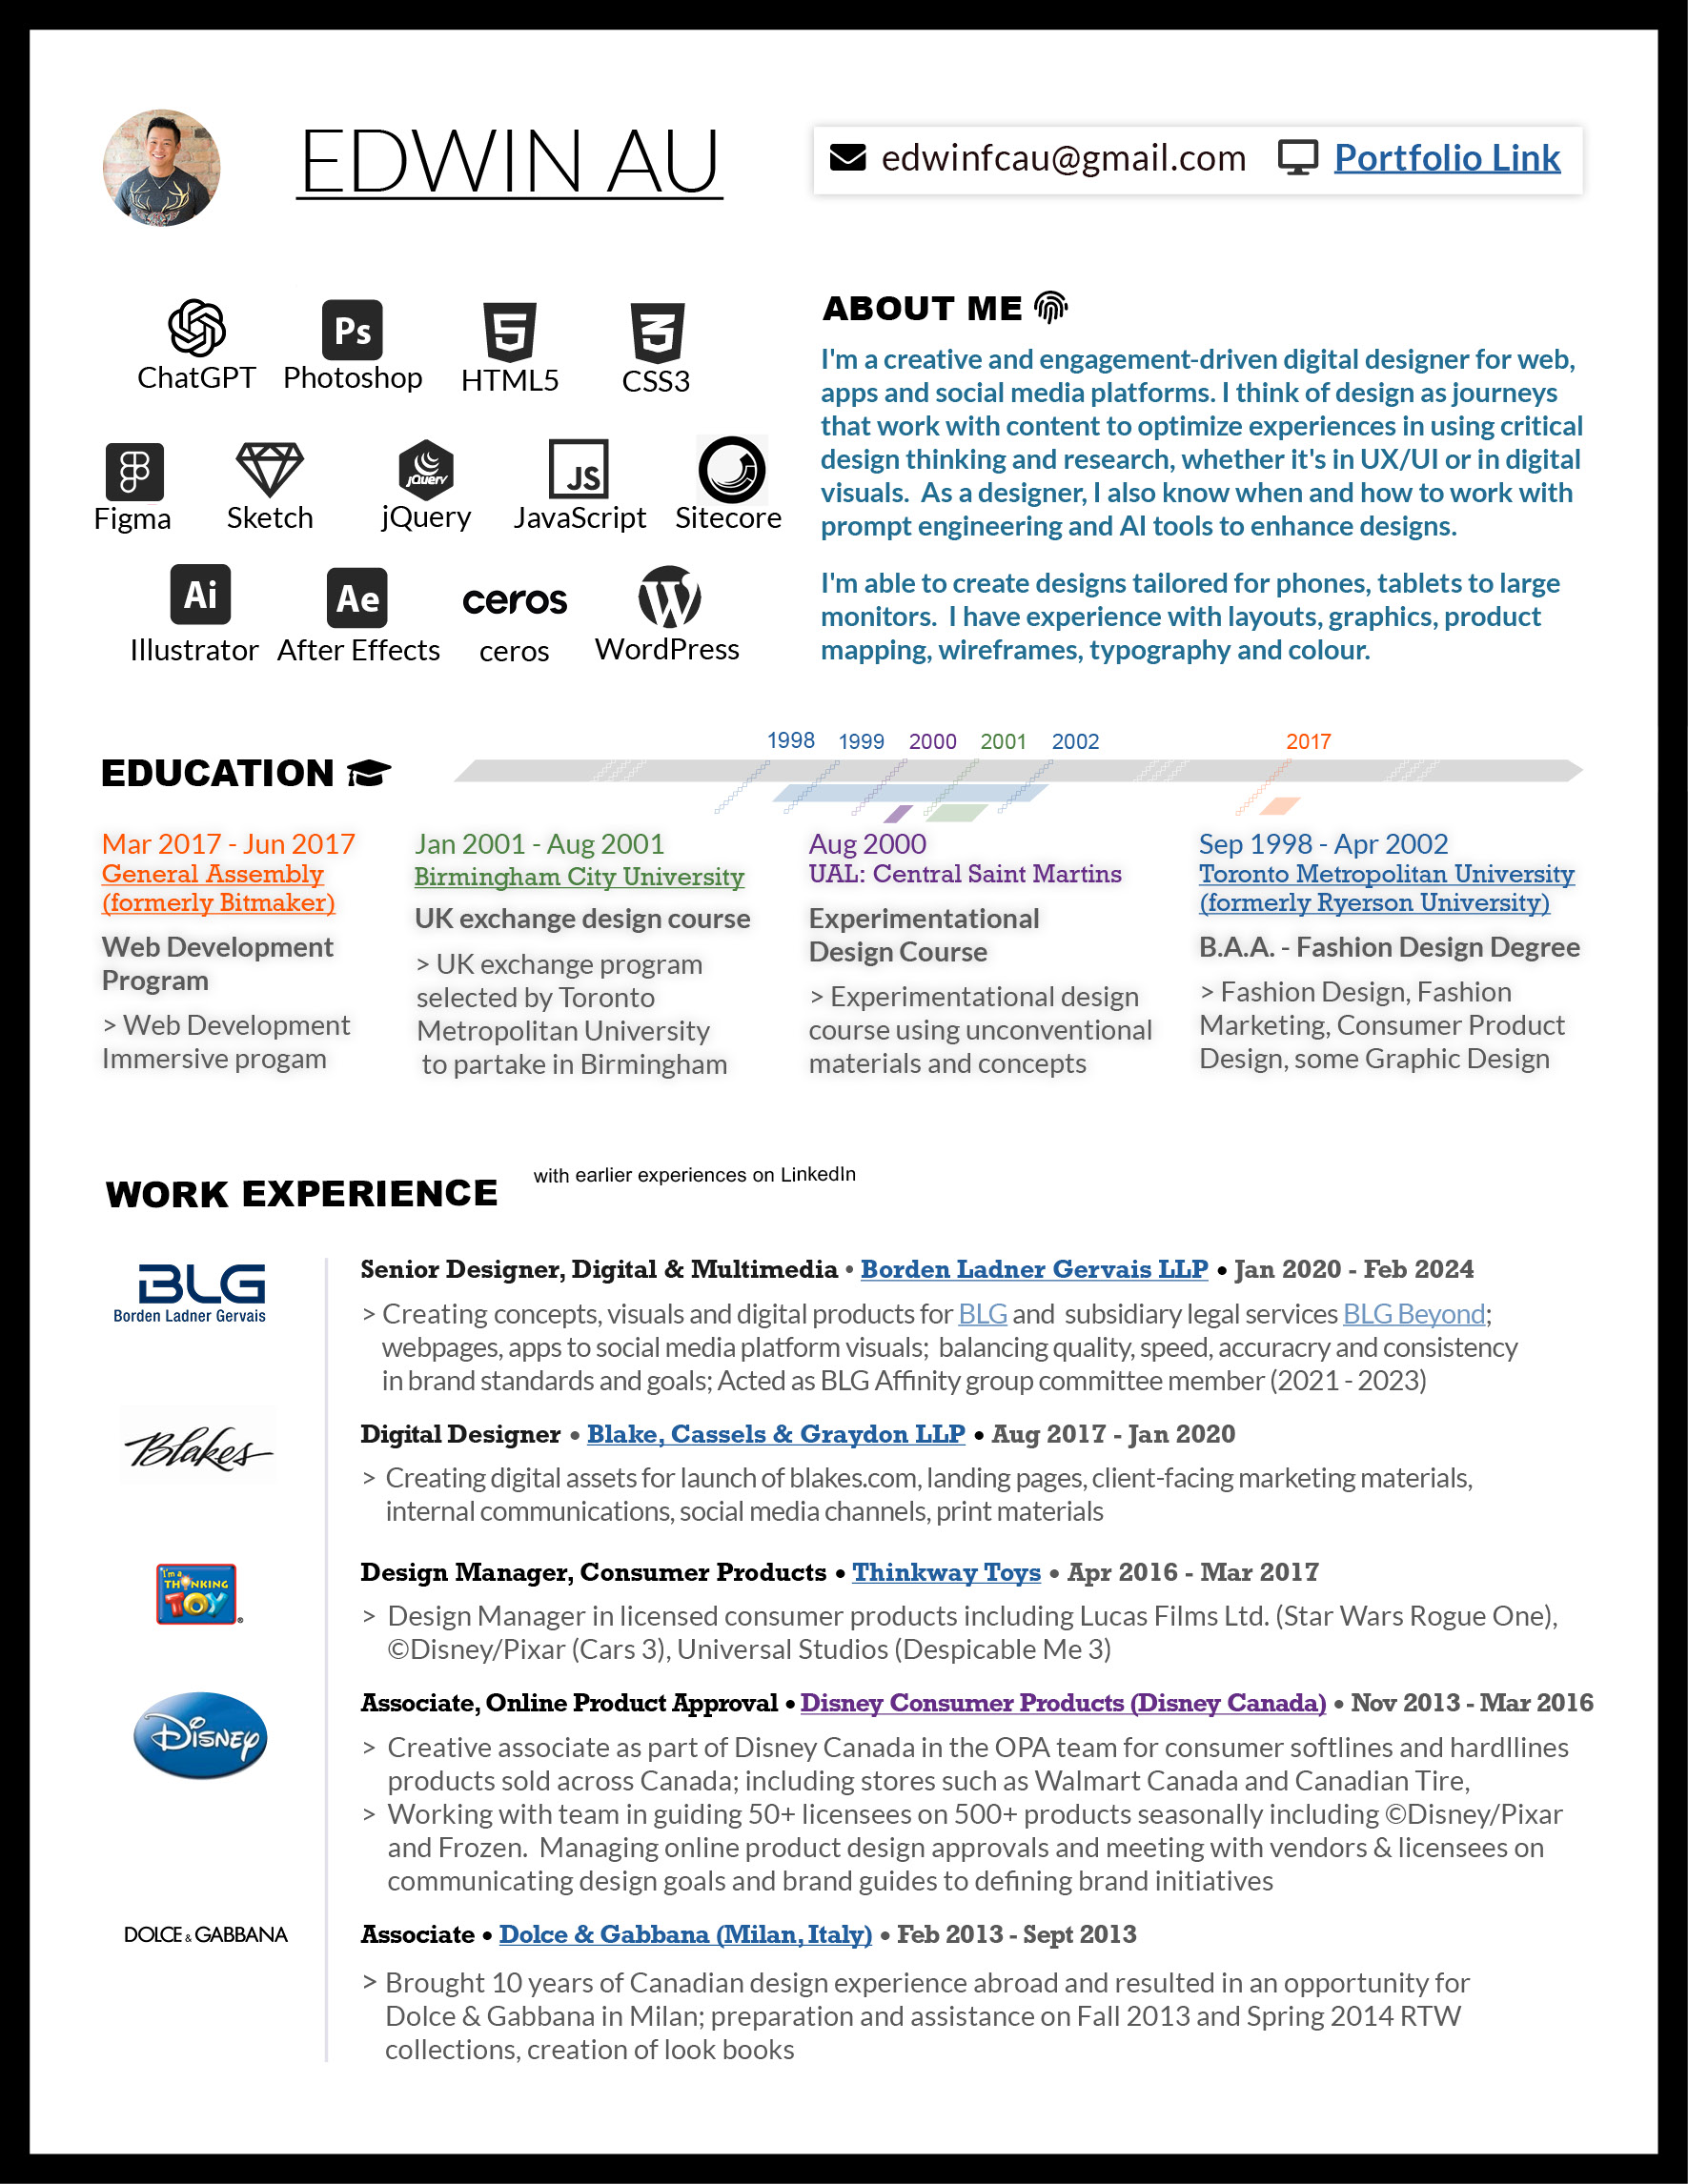 EDWIN AU
edwinfcau@gmail.com
Portfolio Link
ChatGPT
Ps
Photoshop
HTML5
CSS3
ABOUT ME
I'm a creative and engagement-driven digital designer for web,
apps and social media platforms. I think of design as journeys
that work with content to optimize experiences in using critical
design thinking and research, whether it's in UX/UI or in digital
visuals.  As a designer, I also know when and how to work with
prompt engineering and AI tools to enhance designs.
I'm able to create designs tailored for phones, tablets to large
monitors.  I have experience with layouts, graphics, product
mapping, wireframes, typography and colour.
Figma
Sketch
jQuery
jQuery
JS
JavaScript
Sitecore
Ai
Illustrator
Ae
After Effects
ceros
ceros
WordPress
EDUCATION
1998 1999 2000 2001 2002 2017
Mar 2017 - Jun 2017
General Assembly
(formerly Bitmaker)
Web Development
Program
> Web Development
Immersive progam
Jan 2001 - Aug 2001
Birmingham City University
UK exchange design course
> UK exchange program
selected by Toronto
Metropolitan University
to partake in Birmingham
Aug 2000
UAL: Central Saint Martins
Experimentational
Design Course
> Experimentational design
course using unconventional
materials and concepts
Sep 1998 - Apr 2002
Toronto Metropolitan University
(formerly Ryerson University)
B.A.A. - Fashion Design Degree
> Fashion Design, Fashion
Marketing, Consumer Product
Design, some Graphic Design
WORK EXPERIENCE
with earlier experiences on LinkedIn
BLG
Borden Ladner Gervais
Senior Designer, Digital & Multimedia • Borden Ladner Gervais LLP • Jan 2020 - Feb 2024
> Creating concepts, visuals and digital products for BLG and  subsidiary legal services BLG Beyond;
webpages, apps to social media platform visuals;  balancing quality, speed, accuracry and consistency
in brand standards and goals; Acted as BLG Affinity group committee member (2021 - 2023)
Blakes
Digital Designer • Blake, Cassels & Graydon LLP • Aug 2017 - Jan 2020
> Creating digital assets for launch of blakes.com, landing pages, client-facing marketing materials,
internal communications, social media channels, print materials
I'm a
THINKING
TOY®
Design Manager, Consumer Products • Thinkway Toys • Apr 2016 - Mar 2017
> Design Manager in licensed consumer products including Lucas Films Ltd. (Star Wars Rogue One),
©Disney/Pixar (Cars 3), Universal Studios (Despicable Me 3)
Disney
Associate, Online Product Approval • Disney Consumer Products (Disney Canada) • Nov 2013 - Mar 2016
> Creative associate as part of Disney Canada in the OPA team for consumer softlines and hardllines
products sold across Canada; including stores such as Walmart Canada and Canadian Tire,
> Working with team in guiding 50+ licensees on 500+ products seasonally including ©Disney/Pixar
and Frozen.  Managing online product design approvals and meeting with vendors & licensees on
communicating design goals and brand guides to defining brand initiatives
DOLCE & GABBANA
Associate • Dolce & Gabbana (Milan, Italy) • Feb 2013 - Sept 2013
> Brought 10 years of Canadian design experience abroad and resulted in an opportunity for
Dolce & Gabbana in Milan; preparation and assistance on Fall 2013 and Spring 2014 RTW
collections, creation of look books